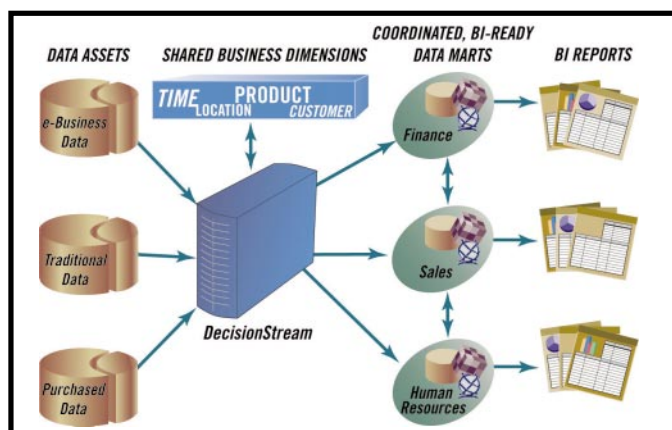 DATA ASSETS
SHARED BUSINESS DIMENSIONS
COORDINATED, BI-READY
DATA MARTS
BI REPORTS
e-Business
Data
TIME
PRODUCT
LOCATION
CUSTOMER
Finance
Traditional
Data
Sales
DecisionStream
Purchased
Data
Human
Resources